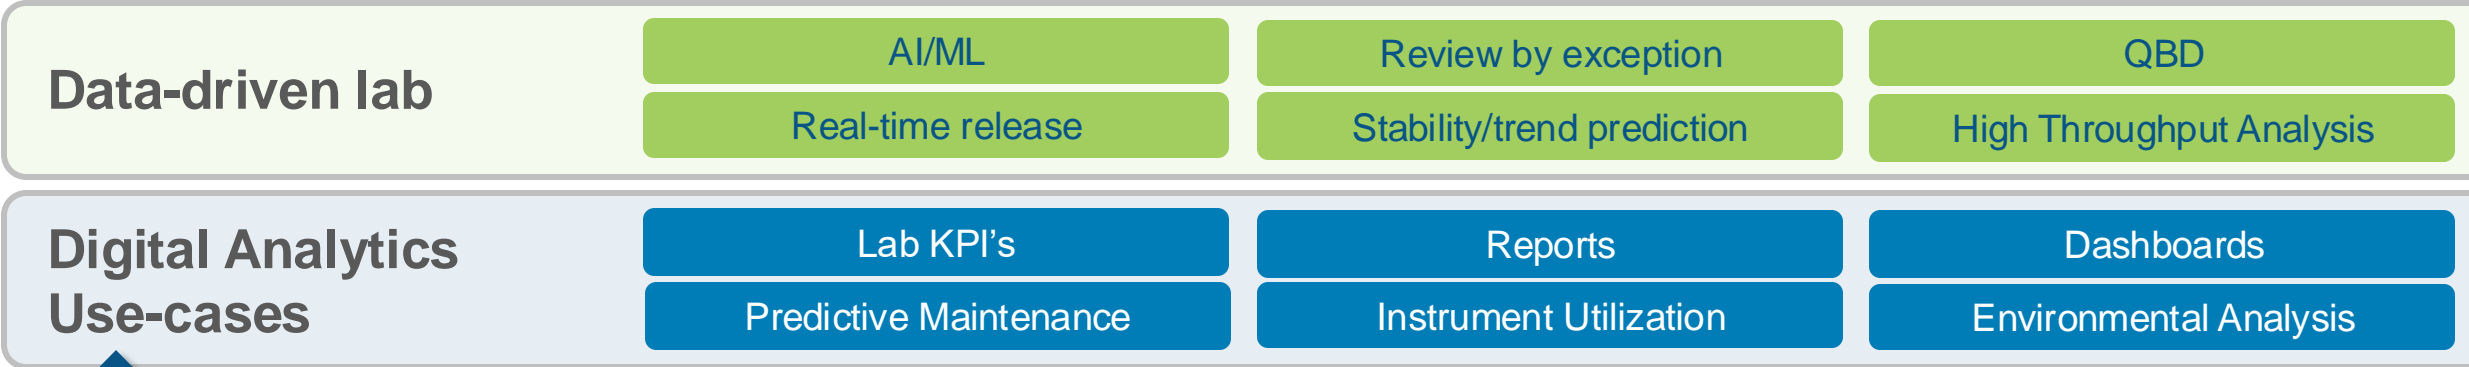 Data-driven lab
AI/ML
Review by exception
QBD
Real-time release
Stability/trend prediction
High Throughput Analysis
Digital Analytics
Use-cases
Lab KPI’s
Reports
Dashboards
Predictive Maintenance
Instrument Utilization
Environmental Analysis